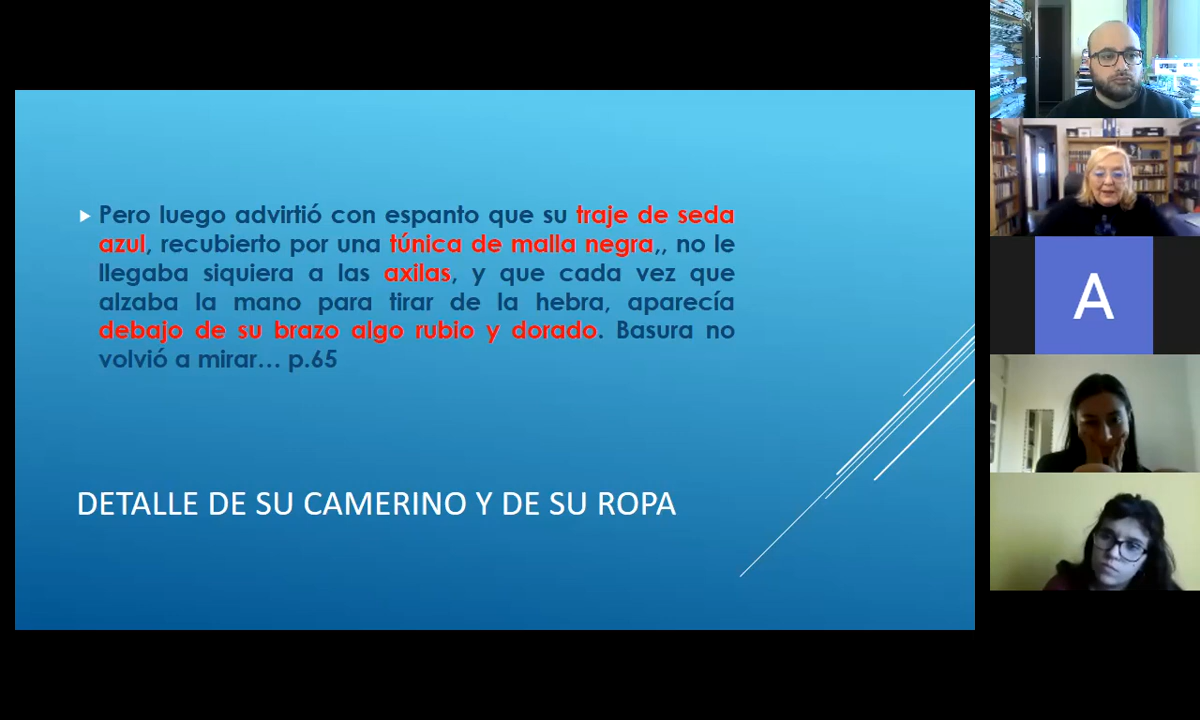 Pero luego advirtió con espanto que su traje de seda
azul, recubierto por una túnica de malla negra,, no le
llegaba siquiera a las axilas, y que cada vez que
alzaba la mano para tirar de la hebra, aparecía
debajo de su brazo algo rubio y dorado. Basura no
volvió a mirar... p.65
DETALLE DE SU CAMERINO Y DE SU ROPA
A